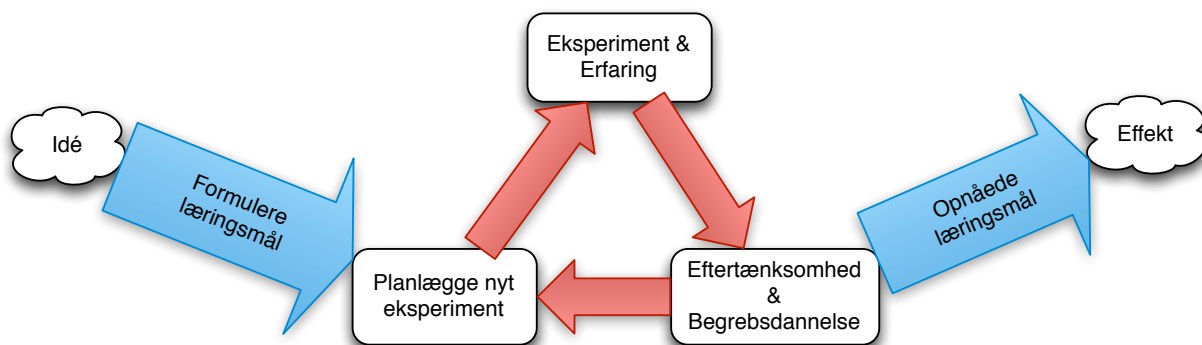 Idé
Formulere
læringsmål
Planlægge nyt
eksperiment
Eksperiment &
Erfaring
Eftertænksomhed
&
Begrebsdannelse
Opnåede
læringsmål
Effekt